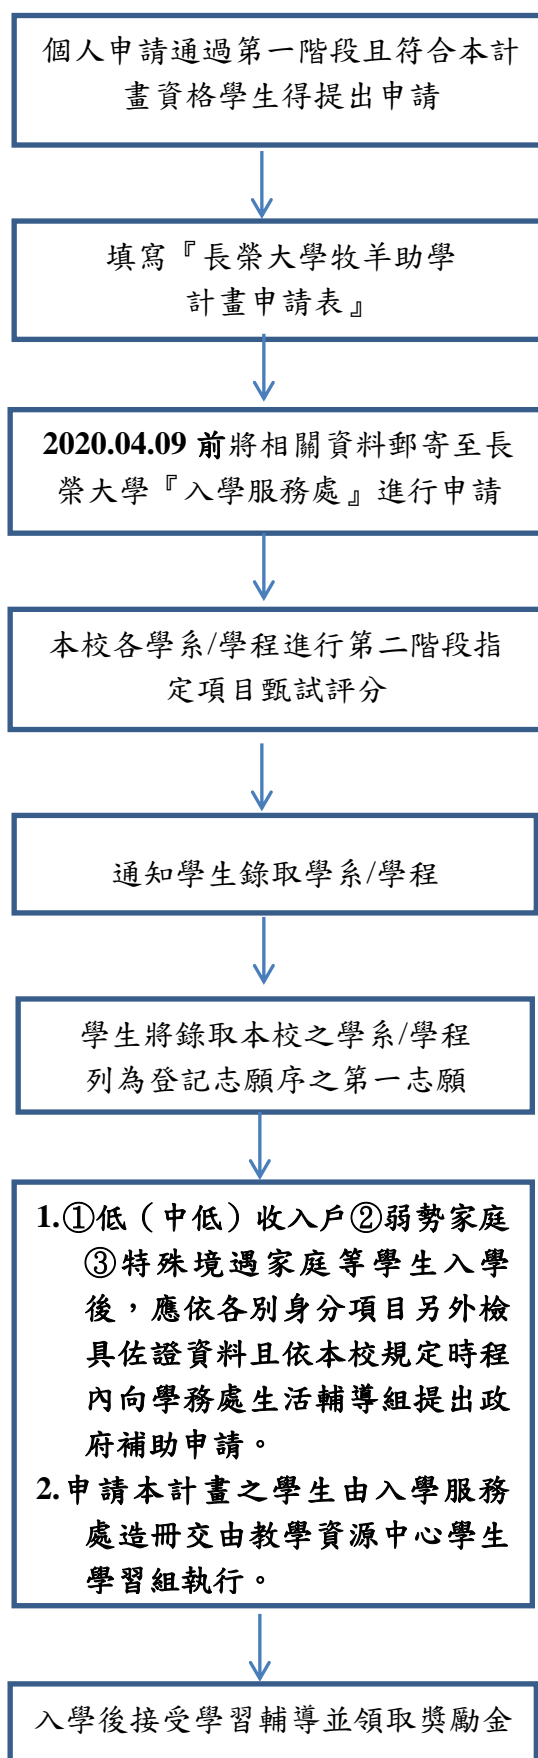 個人申請通過第一階段且符合本計
畫資格學生得提出申請
填寫『長榮大學牧羊助學
計畫申請表』
2020.04.09 前將相關資料郵寄至長
榮大學『入學服務處』進行申請
本校各學系/學程進行第二階段指
定項目甄試評分
通知學生錄取學系/學程
學生將錄取本校之學系/學程
列為登記志願序之第一志願
1.①低（中低）收入戶②弱勢家庭
③特殊境遇家庭等學生入學
後，應依各別身分項目另外檢
具佐證資料且依本校規定時程
內向學務處生活輔導組提出政
府補助申請。
2.申請本計畫之學生由入學服務
處造冊交由教學資源中心學生
學習組執行。
入學後接受學習輔導並領取獎勵金